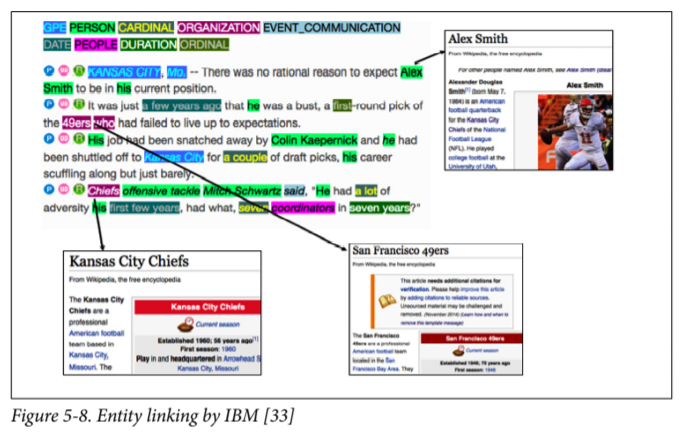 GPE PERSON CARDINAL ORGANIZATION EVENT_COMMUNICATION
DATE PEOPLE DURATION ORDINAL
KANSAS CITY, Mo. -- There was no rational reason to expect Alex
Smith to be in his current position.
It was just a few years ago that he was a bust, a first-round pick of
the 49ers who had failed to live up to expectations.
His job had been snatched away by Colin Kaepernick and he had
been shuttled off to Kansas City for a couple of draft picks, his career
scuffling along but just barely.
Chiefs offensive tackle Mitch Schwartz said, "He had a lot of
adversity his first few years, had what, seven coordinators in seven years?"
Alex Smith
From Wikipedia, the free encyclopedia
For other people named Alex Smith, see Alex Smith
Alexander Douglas
Smith[1] (born May 7,
1984) is an American
football quarterback
for the Kansas City
Chiefs of the National
Football League
(NFL). He played
college football at the
University of Utah,
Alex Smith
Kansas City Chiefs
From Wikipedia, the free encyclopedia
The Kansas City
Chiefs are a
professional
American football
team based in
Kansas City,
Missouri. The
Kansas City Chiefs
Current season
Established 1960; 56 years ago[1]
First season: 1960
Play in and headquartered in Arrowhead S
Kansas City, Missouri
San Francisco 49ers
From Wikipedia, the free encyclopedia
This article needs additional citations for
verification. Please help improve this article
by adding citations to reliable sources.
Unsourced material may be challenged and
removed. (November 2014) (Learn how and when to
remove this template message)
The San Francisco
49ers are a professional
American football team
located in the San
Francisco Bay Area. They
San Francisco 49ers
Current season
Established 1946; 70 years ago
First season: 1946
Figure 5-8. Entity linking by IBM [33]